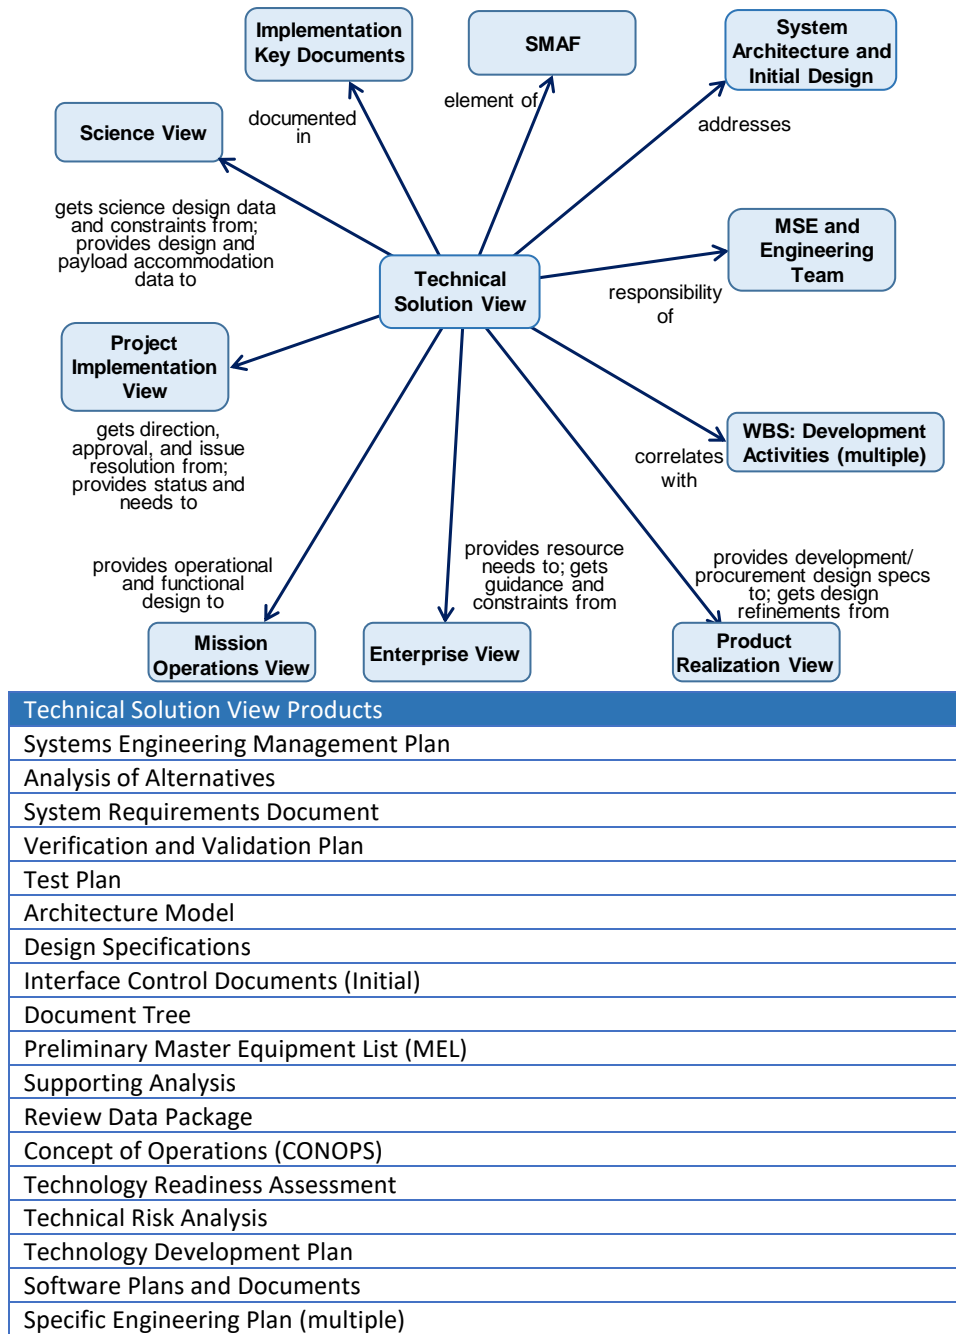 Implementation
Key Documents
SMAF
System
Architecture and
Initial Design
documented
in
element of
addresses
Science View
gets science design data
and constraints from;
provides design and
payload accommodation
data to
MSE and
Engineering
Team
Technical
Solution View
responsibility
of
Project
Implementation
View
gets direction,
approval, and issue
resolution from;
provides status and
needs to
WBS: Development
Activities (multiple)
correlates
with
provides operational
and functional
design to
provides resource
needs to; gets
guidance and
constraints from
provides development/
procurement design specs
to; gets design
refinements from
Mission
Operations View
Enterprise View
Product
Realization View
Technical Solution View Products
Systems Engineering Management Plan
Analysis of Alternatives
System Requirements Document
Verification and Validation Plan
Test Plan
Architecture Model
Design Specifications
Interface Control Documents (Initial)
Document Tree
Preliminary Master Equipment List (MEL)
Supporting Analysis
Review Data Package
Concept of Operations (CONOPS)
Technology Readiness Assessment
Technical Risk Analysis
Technology Development Plan
Software Plans and Documents
Specific Engineering Plan (multiple)